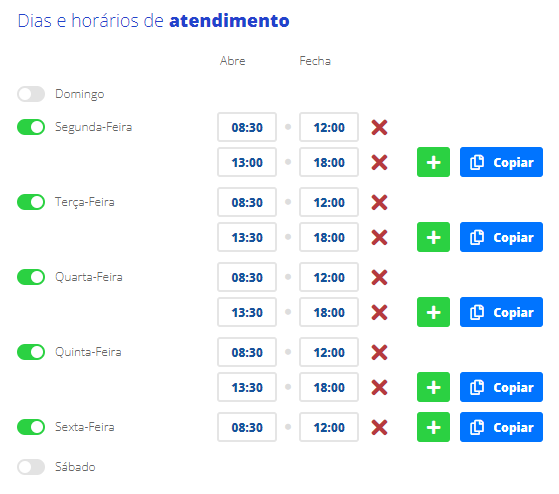 Dias e horários de atendimento
Abre Fecha
Domingo
Segunda-Feira 08:30 12:00
13:00 18:00 Copiar
Terça-Feira 08:30 12:00
13:30 18:00 Copiar
Quarta-Feira 08:30 12:00
13:30 18:00 Copiar
Quinta-Feira 08:30 12:00
13:30 18:00 Copiar
Sexta-Feira 08:30 12:00 Copiar
Sábado